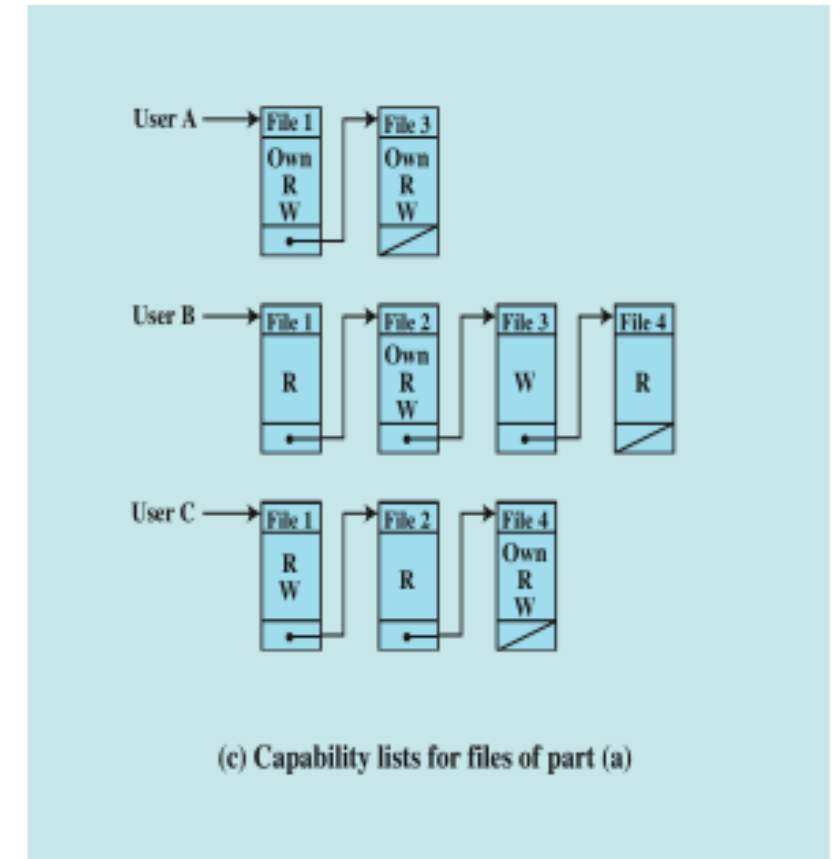 User A File 1 File 3
Own Own
R R
W W
User B File 1 File 2 File 3 File 4
Own
R R W R
W
User C File 1 File 2 File 4
Own
R R R
W W
(c) Capability lists for files of part (a)